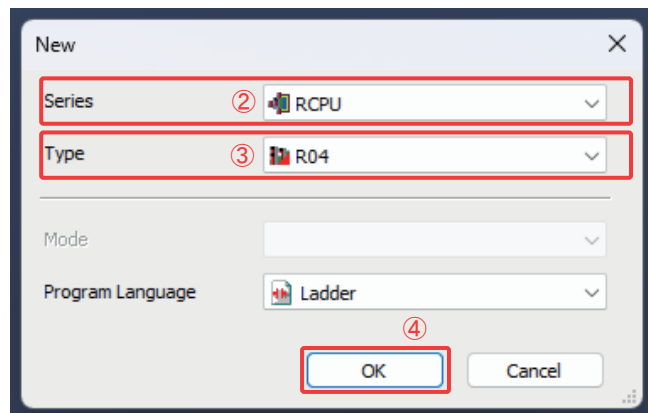 New
Series ② RCPU
Type ③ R04
Mode
Program Language Ladder
④
OK Cancel